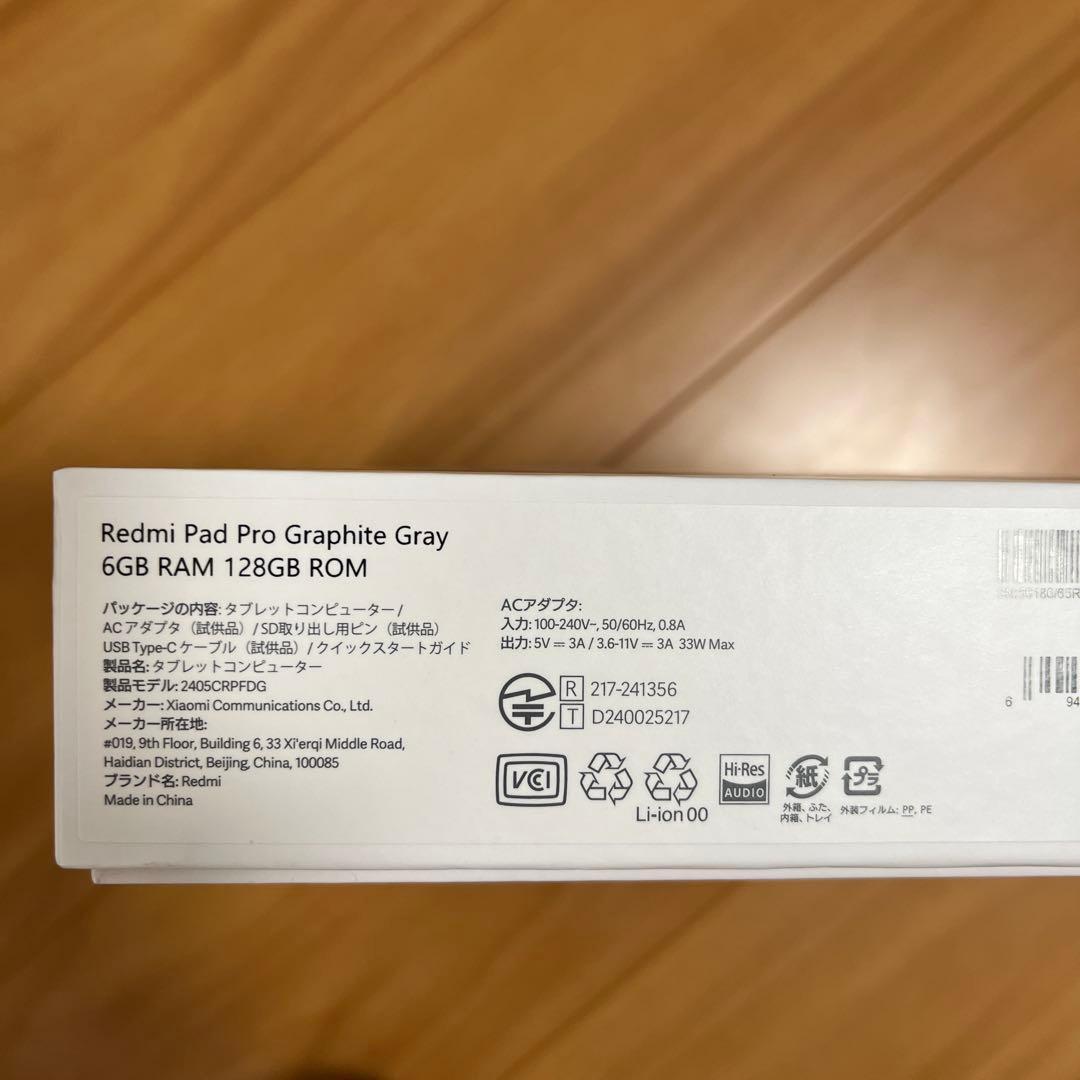 Redmi Pad Pro Graphite Gray
6GB RAM 128GB ROM
パッケージの内容: タブレットコンピューター /
AC アダプタ（試供品）/ SD取り出し用ピン（試供品）
USB Type-C ケーブル（試供品）/ クイックスタートガイド
製品名: タブレットコンピューター
製品モデル: 2405CRPFDG
メーカー: Xiaomi Communications Co., Ltd.
メーカー所在地:
#019, 9th Floor, Building 6, 33 Xi'erqi Middle Road,
Haidian District, Beijing, China, 100085
ブランド名: Redmi
Made in China
ACアダプタ:
入力: 100-240V~, 50/60Hz, 0.8A
出力: 5V⎓3A / 3.6-11V⎓3A 33W Max
R 217-241356
T D240025217
VCCI
Li-ion 00
Hi-Res
AUDIO
紙
外箱、ふた、
内箱、トレイ
プラ
外装フィルム: PP, PE
6 94